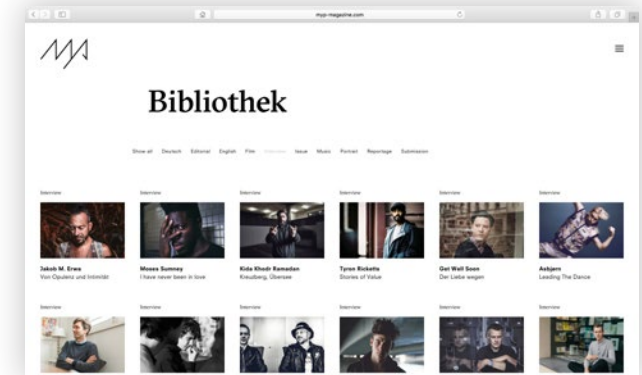 myp-magazine.com
MYP
Bibliothek
Show all Deutsch Editorial English Film Interview Issue Music Portrait Reportage Submission
Interview Interview Interview Interview Interview Interview
Jakob M. Erwa Moses Sumney Kida Khodr Ramadan Tyron Ricketts Get Well Soon Asbjørn
Von Opulenz und Intimität I have never been in love Kreuzberg, Übersee Stories of Value Der Liebe wegen Leading The Dance
Interview Interview Interview Interview Interview Interview